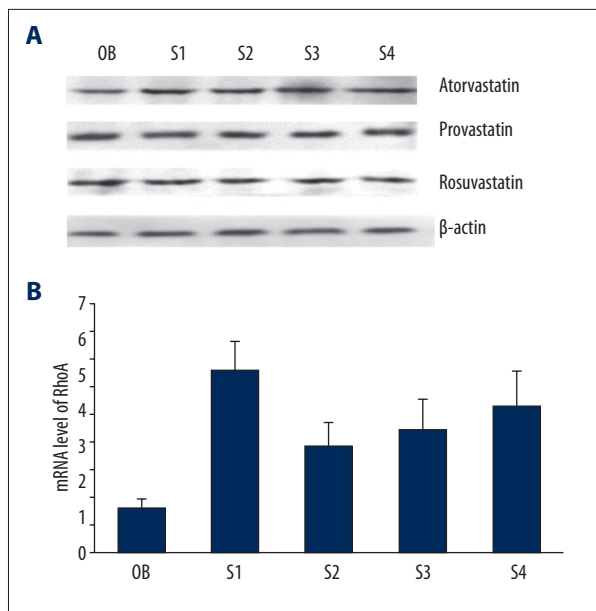 A
OB S1 S2 S3 S4
Atorvastatin
Provastatin
Rosuvastatin
β-actin
B
mRNA level of RhoA
7
6
5
4
3
2
1
0
OB S1 S2 S3 S4